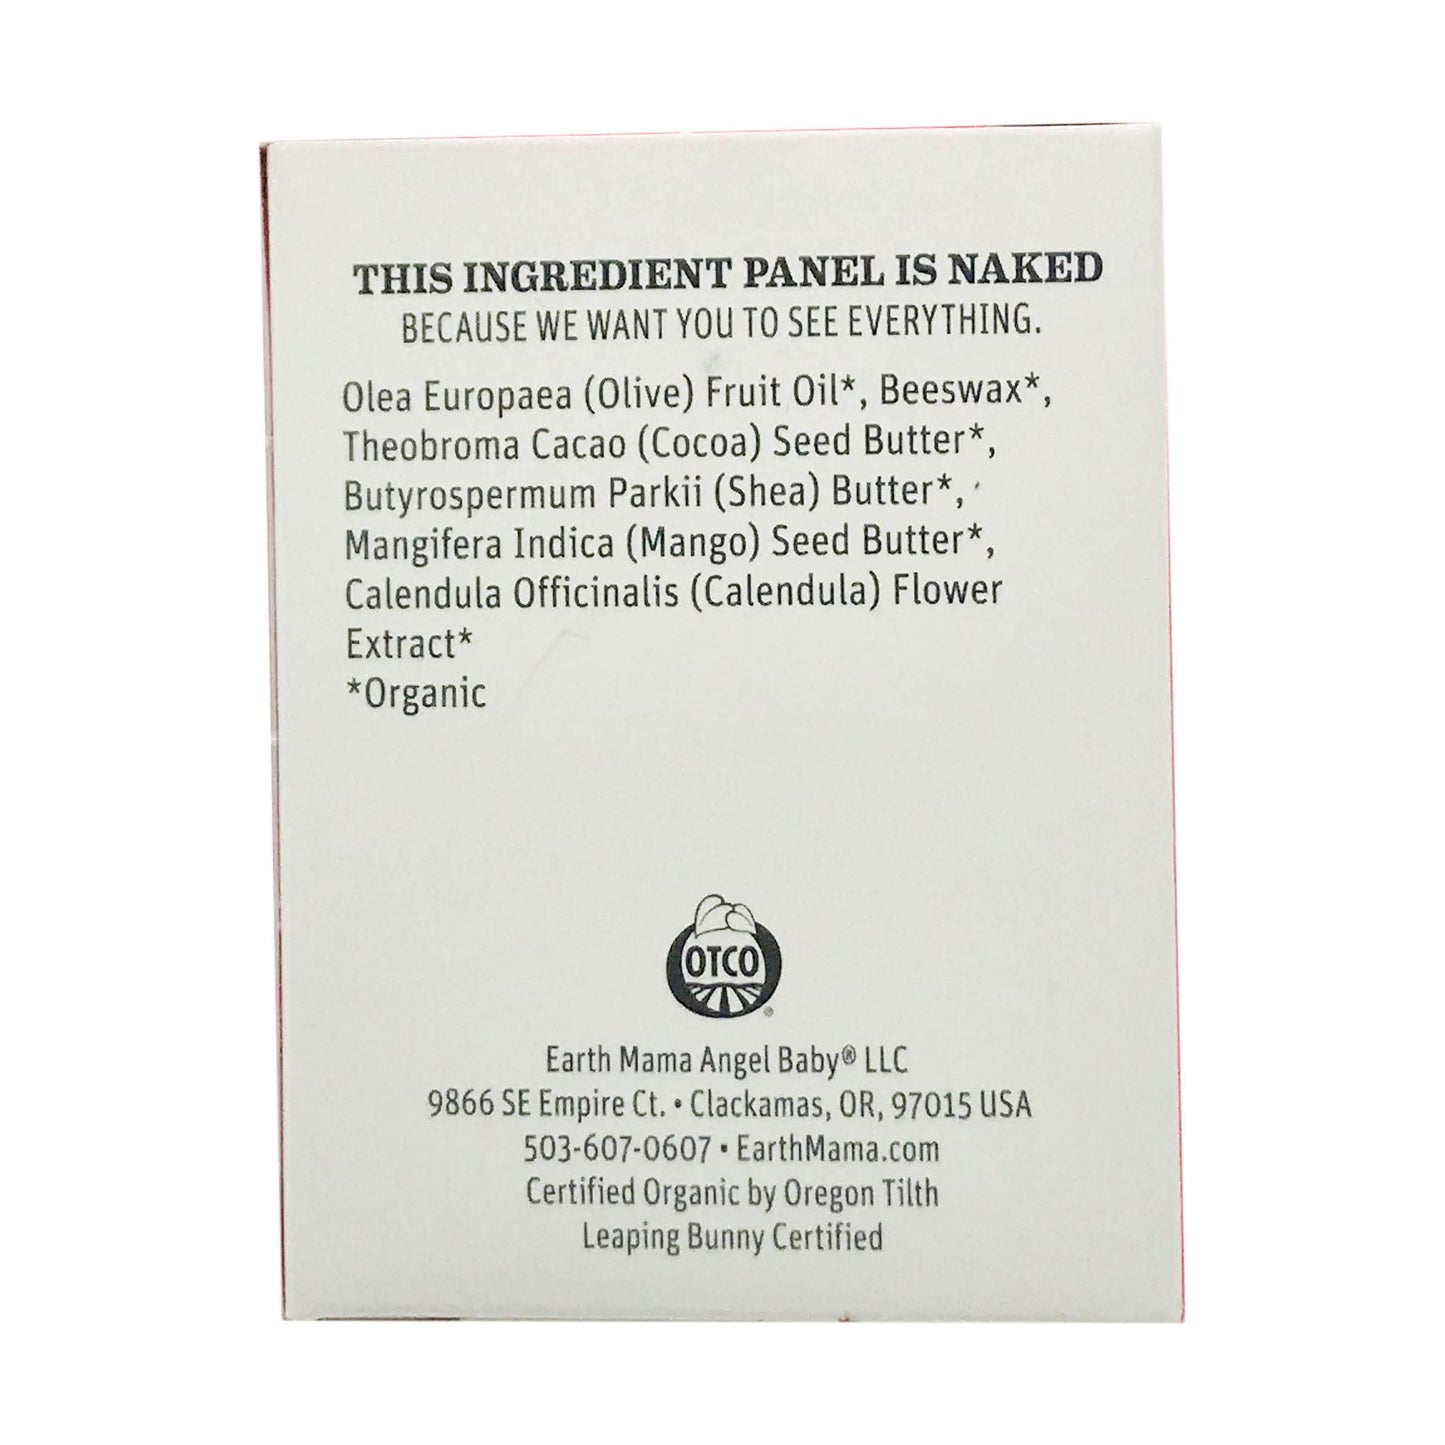 THIS INGREDIENT PANEL IS NAKED
BECAUSE WE WANT YOU TO SEE EVERYTHING.
Olea Europaea (Olive) Fruit Oil*, Beeswax*,
Theobroma Cacao (Cocoa) Seed Butter*,
Butyrospermum Parkii (Shea) Butter*,
Mangifera Indica (Mango) Seed Butter*,
Calendula Officinalis (Calendula) Flower
Extract*
*Organic
OTCO
®
Earth Mama Angel Baby® LLC
9866 SE Empire Ct. • Clackamas, OR, 97015 USA
503-607-0607 • EarthMama.com
Certified Organic by Oregon Tilth
Leaping Bunny Certified